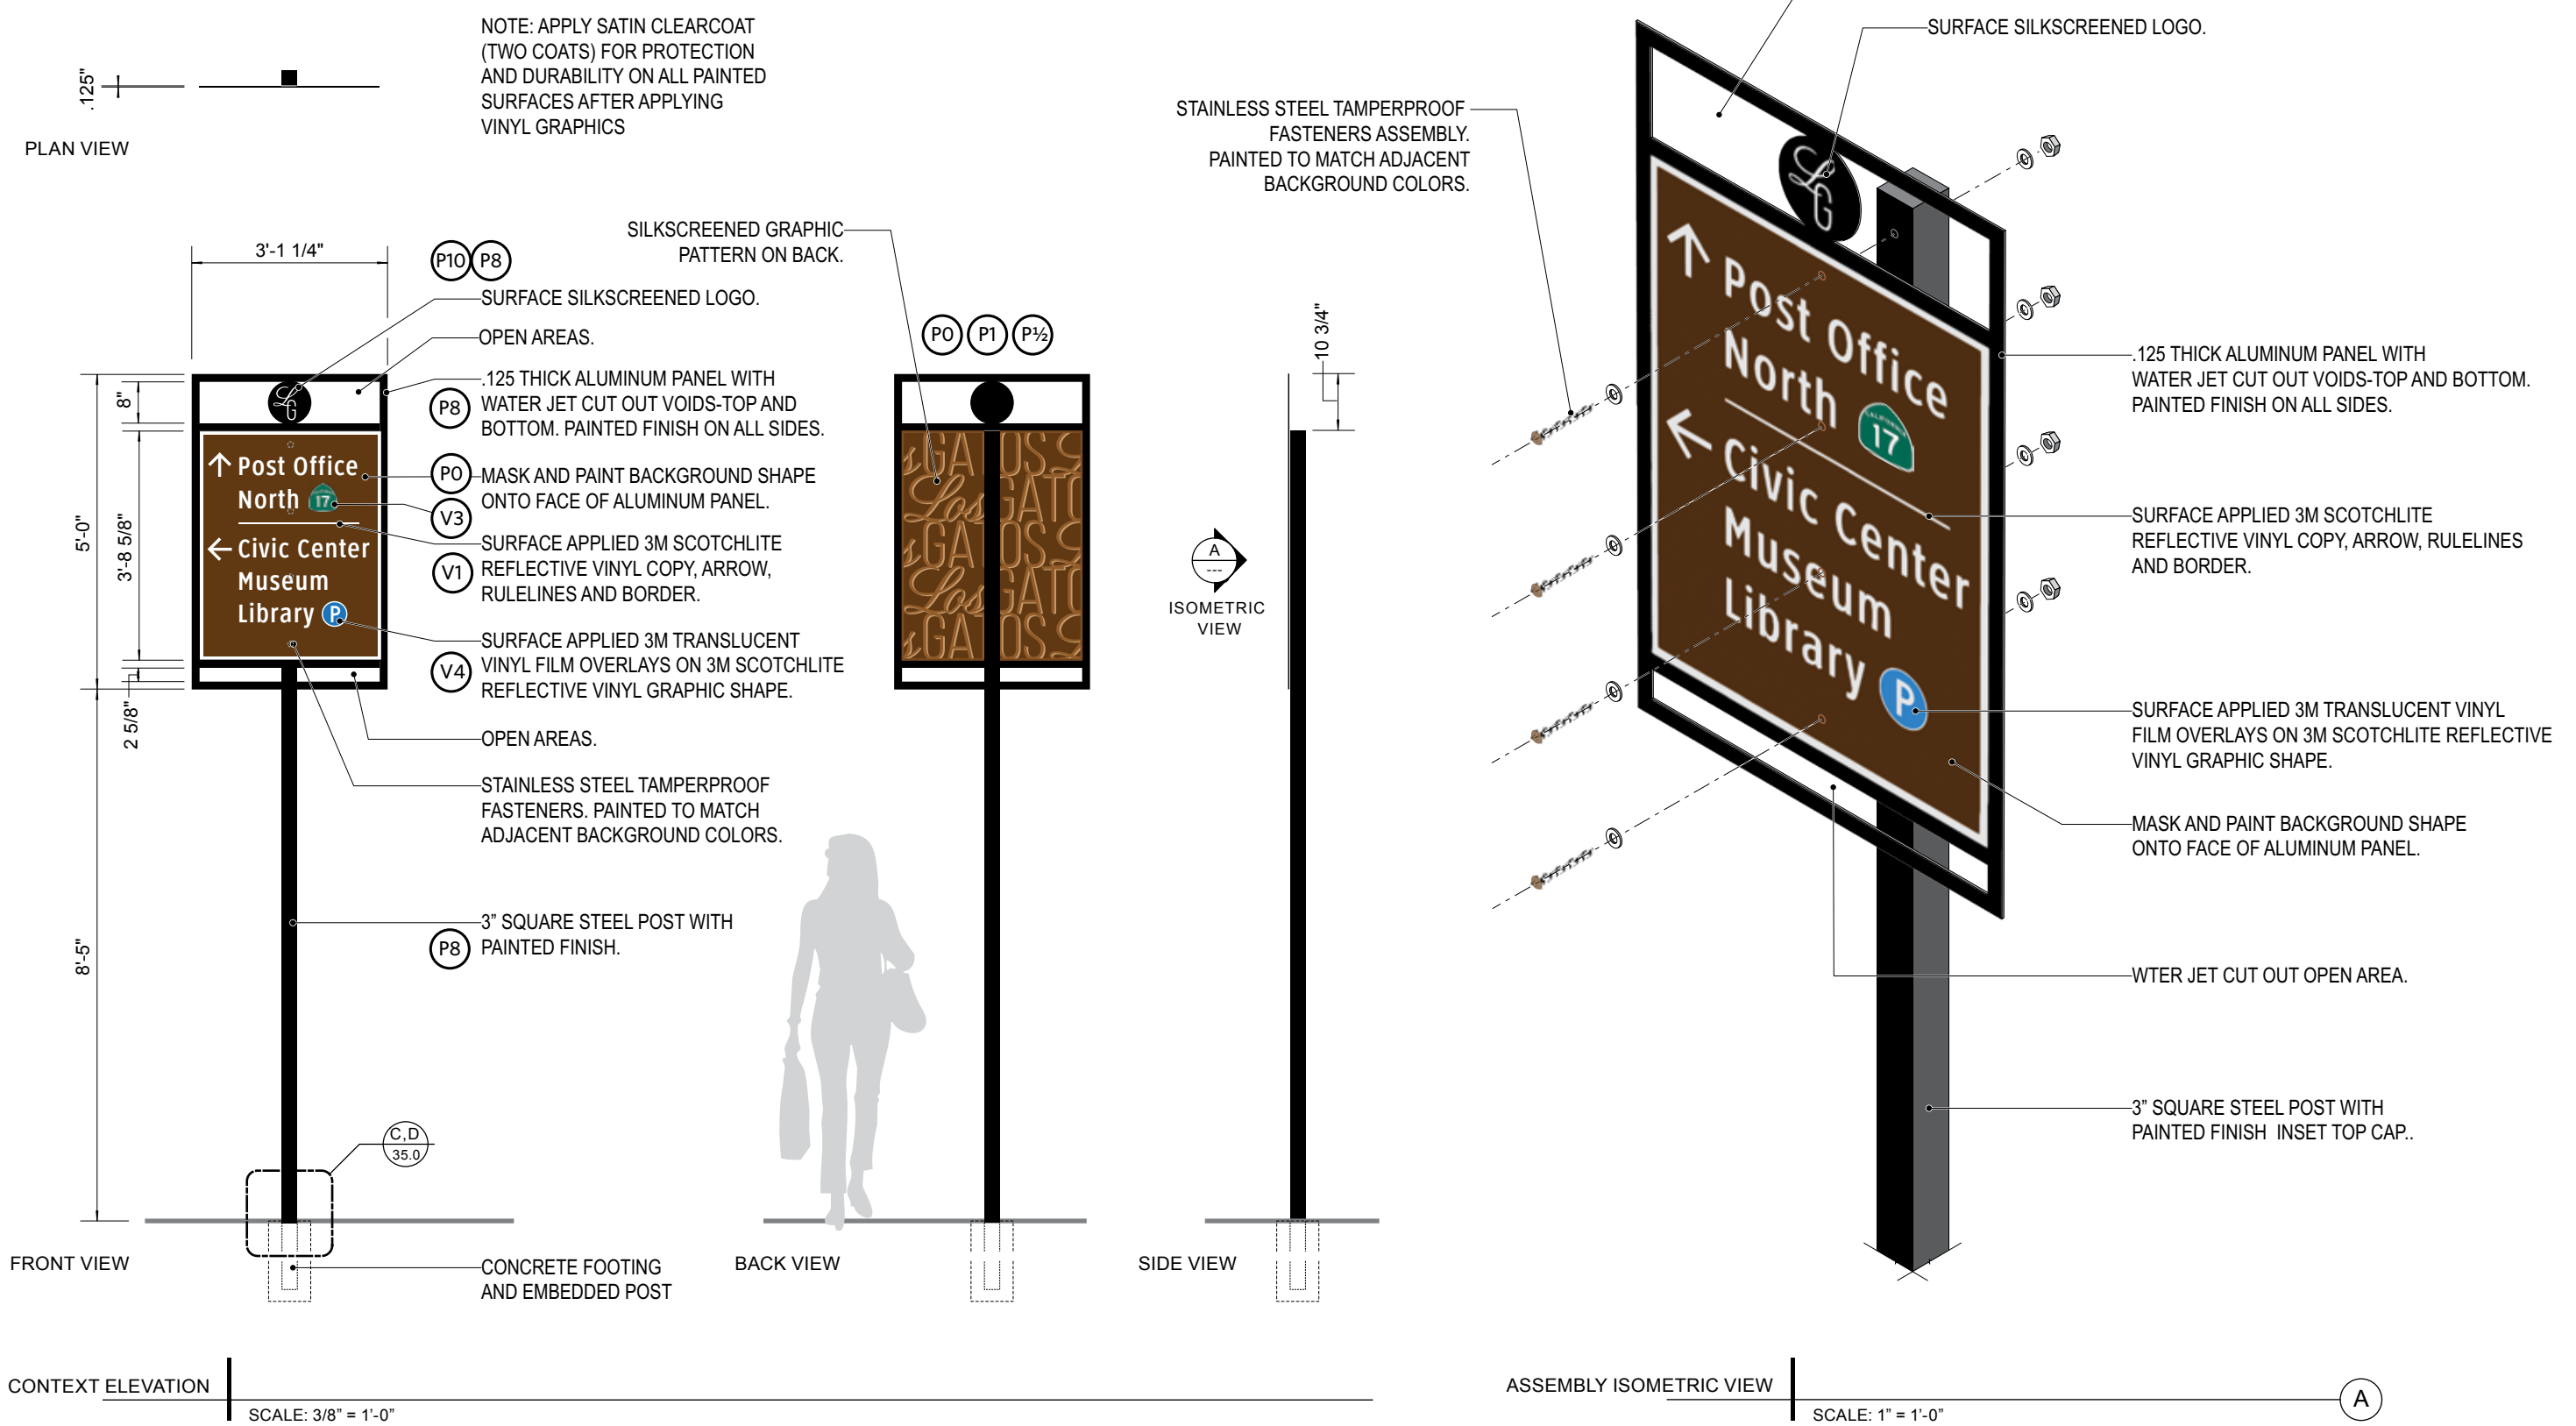 NOTE: APPLY SATIN CLEARCOAT
(TWO COATS) FOR PROTECTION
AND DURABILITY ON ALL PAINTED
SURFACES AFTER APPLYING
VINYL GRAPHICS
.125"
PLAN VIEW
3'-1 1/4"
5'-0"
8"
3'-8 5/8"
2 5/8"
8'-5"
LG
Post Office
North 17
Civic Center
Museum
Library P
P10 P8
SURFACE SILKSCREENED LOGO.
OPEN AREAS.
P8
.125 THICK ALUMINUM PANEL WITH
WATER JET CUT OUT VOIDS-TOP AND
BOTTOM. PAINTED FINISH ON ALL SIDES.
P0
MASK AND PAINT BACKGROUND SHAPE
ONTO FACE OF ALUMINUM PANEL.
V3
SURFACE APPLIED 3M SCOTCHLITE
REFLECTIVE VINYL COPY, ARROW,
RULELINES AND BORDER.
V1
SURFACE APPLIED 3M TRANSLUCENT
VINYL FILM OVERLAYS ON 3M SCOTCHLITE
REFLECTIVE VINYL GRAPHIC SHAPE.
V4
OPEN AREAS.
STAINLESS STEEL TAMPERPROOF
FASTENERS. PAINTED TO MATCH
ADJACENT BACKGROUND COLORS.
3” SQUARE STEEL POST WITH
PAINTED FINISH.
P8
C,D
35.0
CONCRETE FOOTING
AND EMBEDDED POST
FRONT VIEW
SILKSCREENED GRAPHIC
PATTERN ON BACK.
P0 P1 P½
s GA OS
Los GATO
s GA OS
Los GATO
s GA OS
BACK VIEW
10 3/4"
A
---
ISOMETRIC
VIEW
SIDE VIEW
SURFACE SILKSCREENED LOGO.
STAINLESS STEEL TAMPERPROOF
FASTENERS ASSEMBLY.
PAINTED TO MATCH ADJACENT
BACKGROUND COLORS.
LG
Post Office
North CALIFORNIA 17
Civic Center
Museum
Library P
.125 THICK ALUMINUM PANEL WITH
WATER JET CUT OUT VOIDS-TOP AND BOTTOM.
PAINTED FINISH ON ALL SIDES.
SURFACE APPLIED 3M SCOTCHLITE
REFLECTIVE VINYL COPY, ARROW, RULELINES
AND BORDER.
SURFACE APPLIED 3M TRANSLUCENT VINYL
FILM OVERLAYS ON 3M SCOTCHLITE REFLECTIVE
VINYL GRAPHIC SHAPE.
MASK AND PAINT BACKGROUND SHAPE
ONTO FACE OF ALUMINUM PANEL.
WTER JET CUT OUT OPEN AREA.
3” SQUARE STEEL POST WITH
PAINTED FINISH INSET TOP CAP..
CONTEXT ELEVATION
SCALE: 3/8” = 1’-0”
ASSEMBLY ISOMETRIC VIEW
SCALE: 1” = 1’-0”
A